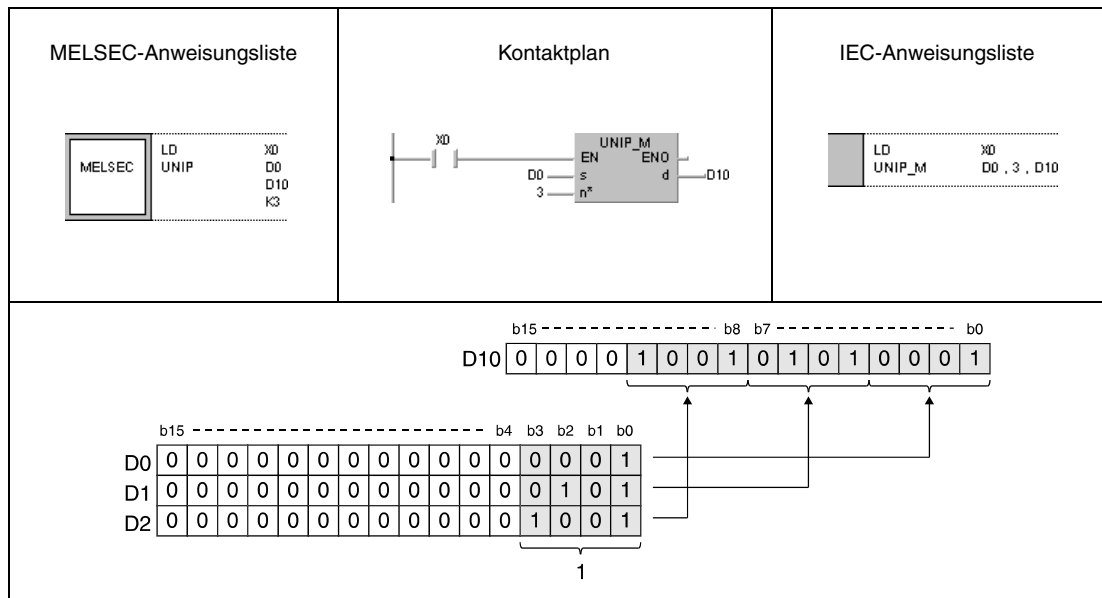 MELSEC-Anweisungsliste
Kontaktplan
IEC-Anweisungsliste
MELSEC
LD X0
UNIP D0
D10
K3
X0
UNIP_M
EN ENO
D0 s d D10
3 n*
LD X0
UNIP_M D0 , 3 , D10
b15 b8 b7 b0
D10 0 0 0 0 1 0 0 1 0 1 0 1 0 0 0 1
b15 b4 b3 b2 b1 b0
D0 0 0 0 0 0 0 0 0 0 0 0 0 0 0 0 1
D1 0 0 0 0 0 0 0 0 0 0 0 0 0 1 0 1
D2 0 0 0 0 0 0 0 0 0 0 0 0 1 0 0 1
1